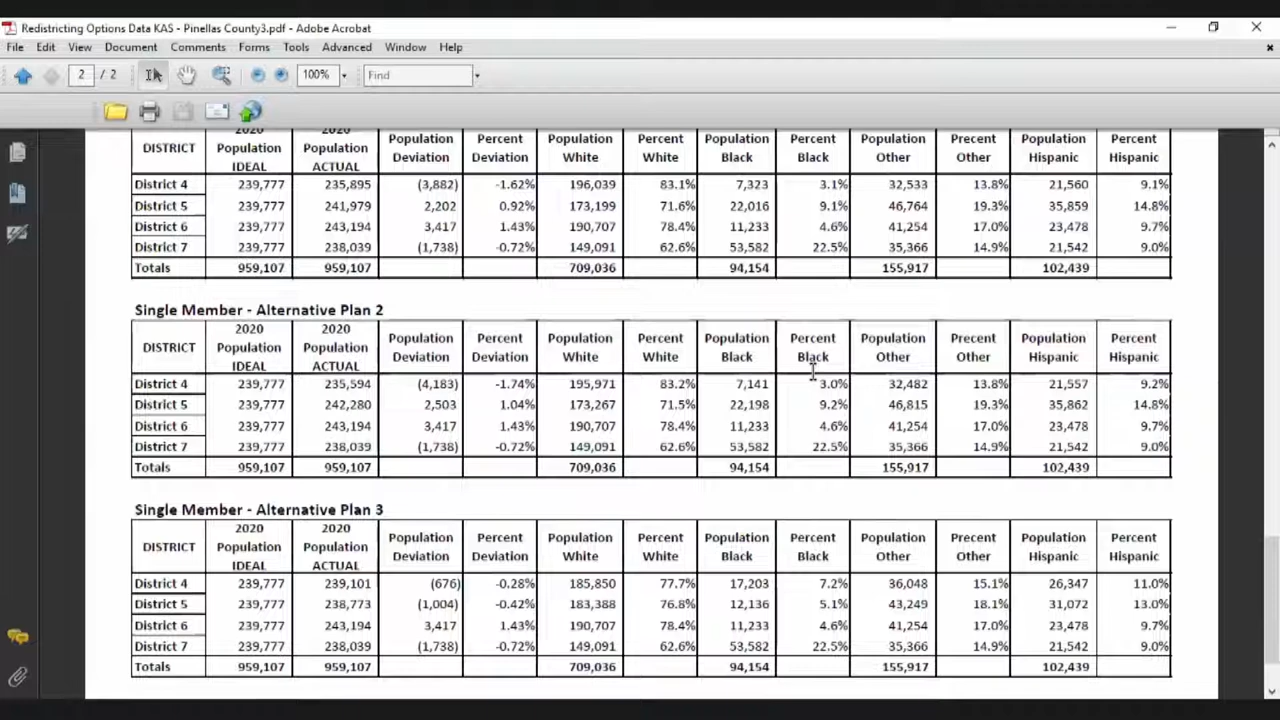 Redistricting Options Data KAS - Pinellas County3.pdf - Adobe Acrobat
File Edit View Document Comments Forms Tools Advanced Window Help
2 / 2 100% Find
DISTRICT 2020 Population IDEAL 2020 Population ACTUAL Population Deviation Percent Deviation Population White Percent White Population Black Percent Black Population Other Precent Other Population Hispanic Percent Hispanic
District 4 239,777 235,895 (3,882) -1.62% 196,039 83.1% 7,323 3.1% 32,533 13.8% 21,560 9.1%
District 5 239,777 241,979 2,202 0.92% 173,199 71.6% 22,016 9.1% 46,764 19.3% 35,859 14.8%
District 6 239,777 243,194 3,417 1.43% 190,707 78.4% 11,233 4.6% 41,254 17.0% 23,478 9.7%
District 7 239,777 238,039 (1,738) -0.72% 149,091 62.6% 53,582 22.5% 35,366 14.9% 21,542 9.0%
Totals 959,107 959,107 709,036 94,154 155,917 102,439
Single Member - Alternative Plan 2
DISTRICT 2020 Population IDEAL 2020 Population ACTUAL Population Deviation Percent Deviation Population White Percent White Population Black Percent Black Population Other Precent Other Population Hispanic Percent Hispanic
District 4 239,777 235,594 (4,183) -1.74% 195,971 83.2% 7,141 3.0% 32,482 13.8% 21,557 9.2%
District 5 239,777 242,280 2,503 1.04% 173,267 71.5% 22,198 9.2% 46,815 19.3% 35,862 14.8%
District 6 239,777 243,194 3,417 1.43% 190,707 78.4% 11,233 4.6% 41,254 17.0% 23,478 9.7%
District 7 239,777 238,039 (1,738) -0.72% 149,091 62.6% 53,582 22.5% 35,366 14.9% 21,542 9.0%
Totals 959,107 959,107 709,036 94,154 155,917 102,439
Single Member - Alternative Plan 3
DISTRICT 2020 Population IDEAL 2020 Population ACTUAL Population Deviation Percent Deviation Population White Percent White Population Black Percent Black Population Other Precent Other Population Hispanic Percent Hispanic
District 4 239,777 239,101 (676) -0.28% 185,850 77.7% 17,203 7.2% 36,048 15.1% 26,347 11.0%
District 5 239,777 238,773 (1,004) -0.42% 183,388 76.8% 12,136 5.1% 43,249 18.1% 31,072 13.0%
District 6 239,777 243,194 3,417 1.43% 190,707 78.4% 11,233 4.6% 41,254 17.0% 23,478 9.7%
District 7 239,777 238,039 (1,738) -0.72% 149,091 62.6% 53,582 22.5% 35,366 14.9% 21,542 9.0%
Totals 959,107 959,107 709,036 94,154 155,917 102,439